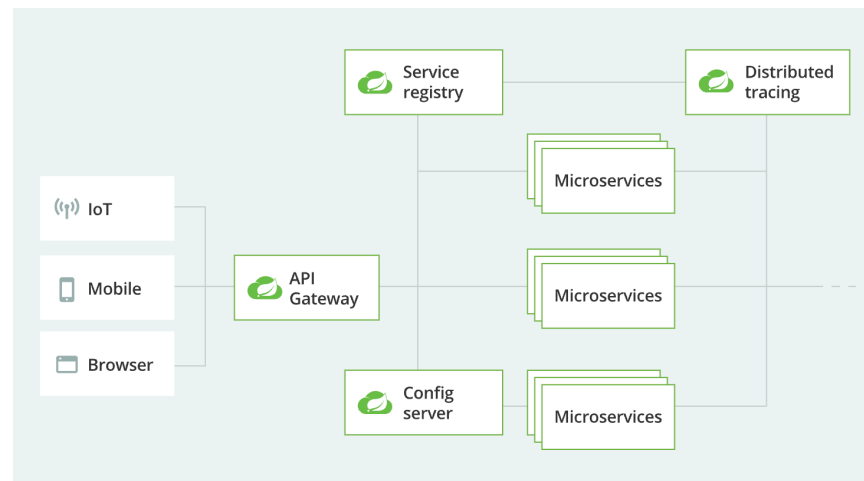 Service
registry
Distributed
tracing
Microservices
IoT
Mobile
Browser
API
Gateway
Microservices
Config
server
Microservices